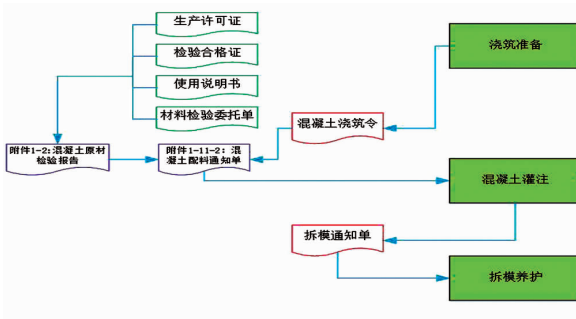 生产许可证
浇筑准备
检验合格证
使用说明书
材料检验委托单
混凝土浇筑令
附件1-2:混凝土原材
检验报告
附件1-11-2：混
凝土配料通知单
混凝土灌注
拆模通知单
拆模养护